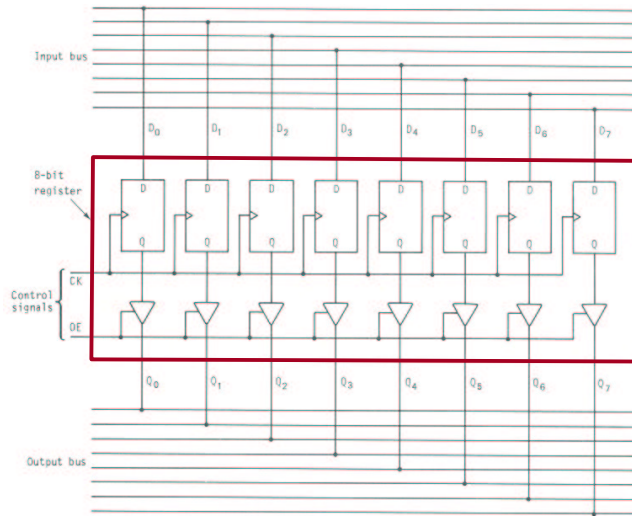 Input bus
D0 D1 D2 D3 D4 D5 D6 D7
8-bit
register
D D D D D D D D
Q Q Q Q Q Q Q Q
CK
Control
signals
OE
Q0 Q1 Q2 Q3 Q4 Q5 Q6 Q7
Output bus